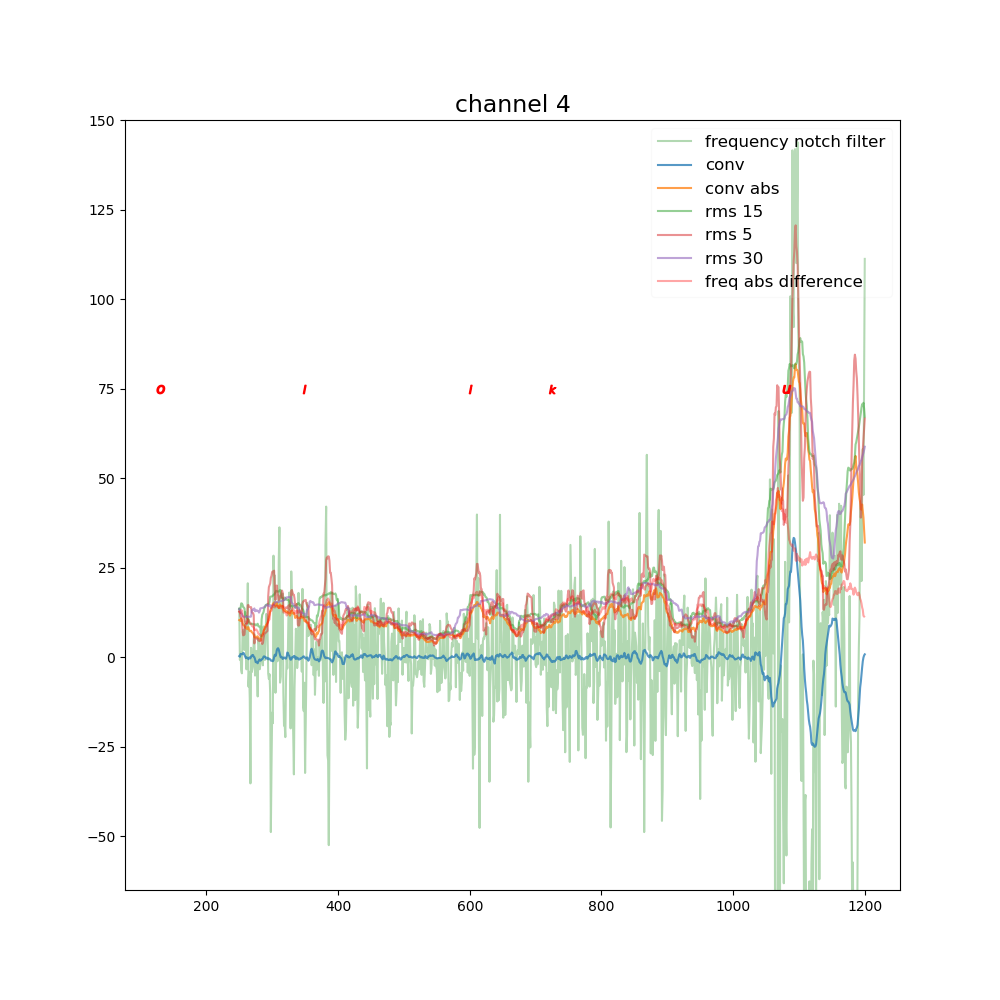 channel 4
150
frequency notch filter
conv
conv abs
rms 15
rms 5
rms 30
freq abs difference
125
100
75
o l l k u
50
25
0
−25
−50
200 400 600 800 1000 1200